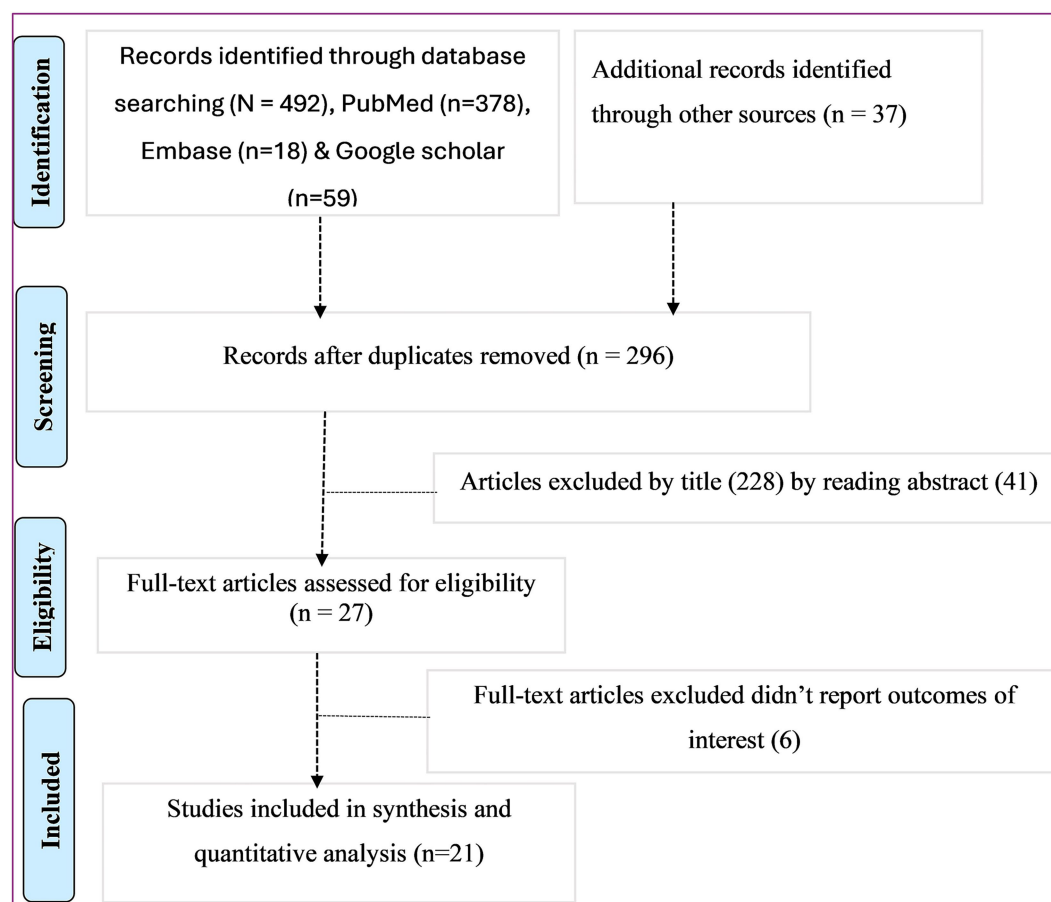 Identification
Records identified through database
searching (N = 492), PubMed (n=378),
Embase (n=18) & Google scholar
(n=59)
Additional records identified
through other sources (n = 37)
Screening
Records after duplicates removed (n = 296)
Articles excluded by title (228) by reading abstract (41)
Eligibility
Full-text articles assessed for eligibility
(n = 27)
Full-text articles excluded didn’t report outcomes of
interest (6)
Included
Studies included in synthesis and
quantitative analysis (n=21)